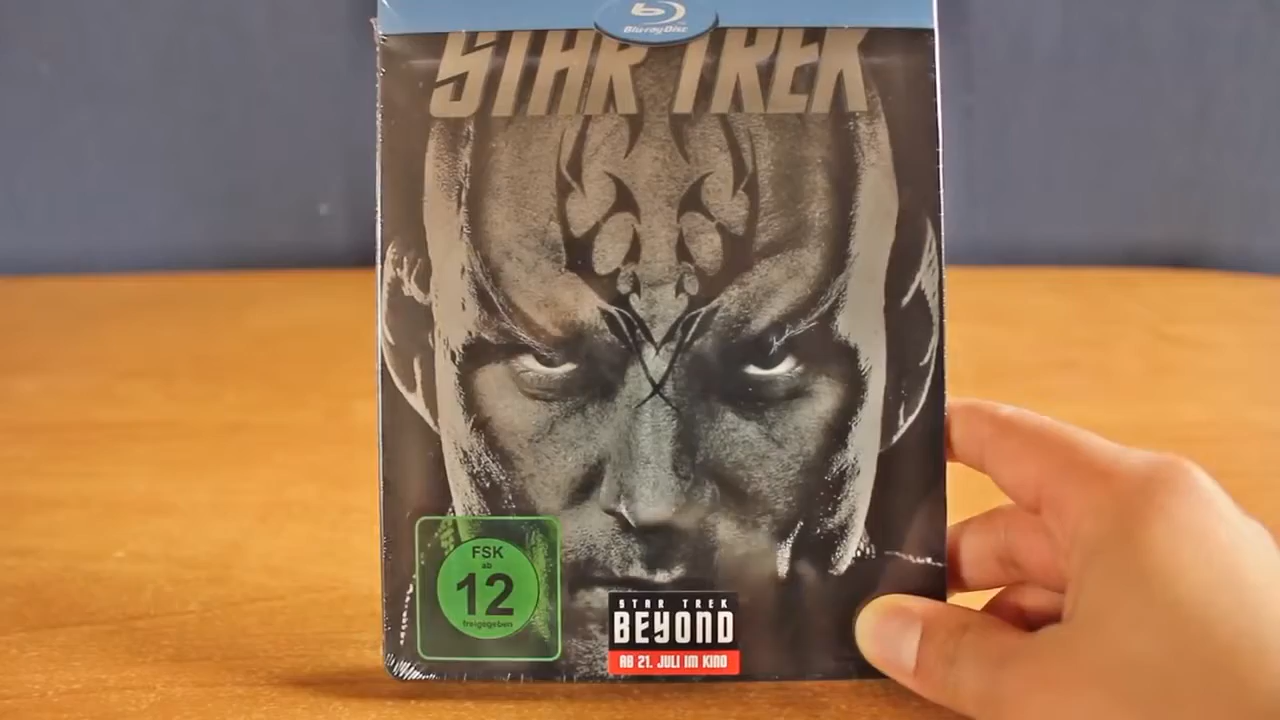 Blu-ray Disc
STAR TREK
FSK
ab
12
freigegeben
STAR TREK
BEYOND
AB 21. JULI IM KINO